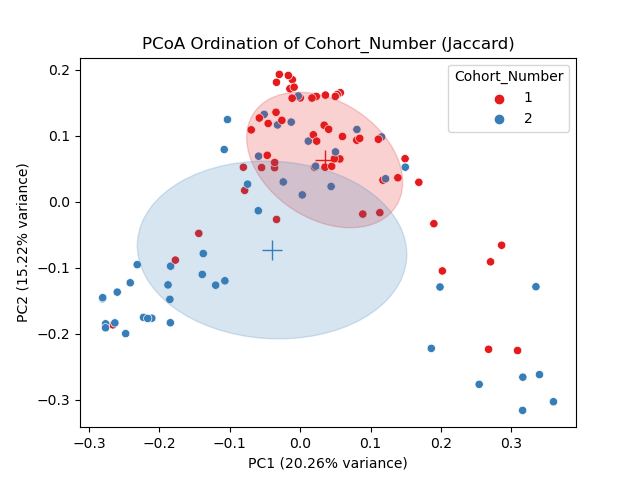 PCoA Ordination of Cohort_Number (Jaccard)
Cohort_Number
1
2
0.2
0.1
0.0
−0.1
−0.2
−0.3
PC2 (15.22% variance)
−0.3 −0.2 −0.1 0.0 0.1 0.2 0.3
PC1 (20.26% variance)